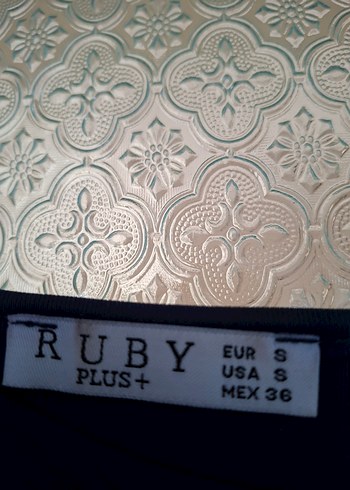 RUBY
PLUS+
EUR S
USA S
MEX 36